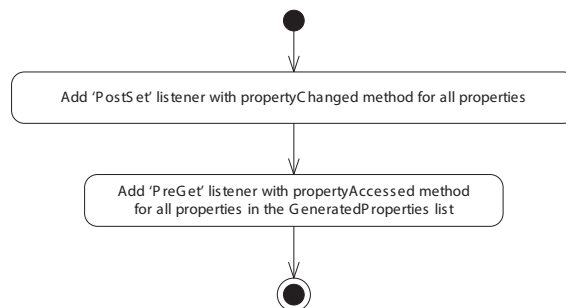 Add ‘PostSet’ listener with propertyChanged method for all properties
Add ‘PreGet’ listener with propertyAccessed method
for all properties in the GeneratedProperties list